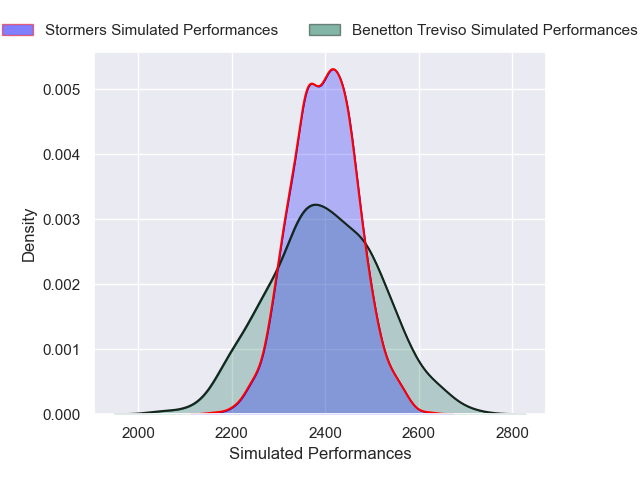 Stormers Simulated Performances Benetton Treviso Simulated Performances
0.005
0.004
0.003
0.002
0.001
0.000
Density
2000 2200 2400 2600 2800
Simulated Performances